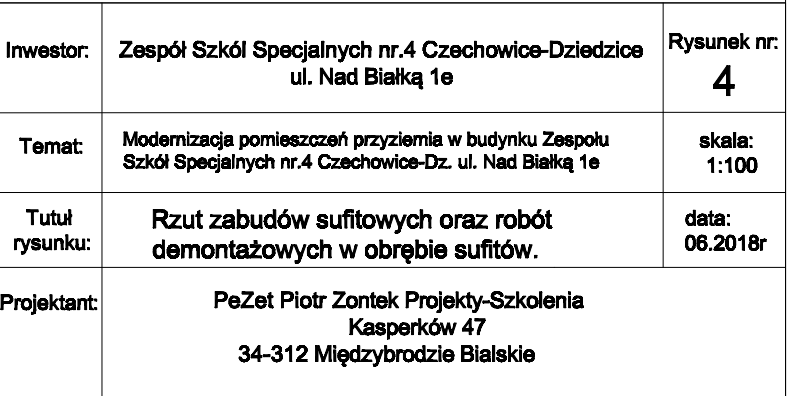 Inwestor:
Zespół Szkól Specjalnych nr.4 Czechowice-Dziedzice
ul. Nad Białką 1e
Rysunek nr:
4
Temat:
Modernizacja pomieszczeń przyziemia w budynku Zespołu
Szkól Specjalnych nr.4 Czechowice-Dz. ul. Nad Białką 1e
skala:
1:100
Tutuł
rysunku:
Rzut zabudów sufitowych oraz robót
demontażowych w obrębie sufitów.
data:
06.2018r
Projektant:
PeZet Piotr Zontek Projekty-Szkolenia
Kasperków 47
34-312 Międzybrodzie Bialskie